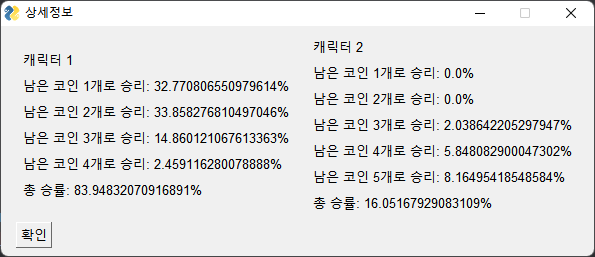 상세정보
캐릭터 1
남은 코인 1개로 승리: 32.770806550979614%
남은 코인 2개로 승리: 33.858276810497046%
남은 코인 3개로 승리: 14.860121067613363%
남은 코인 4개로 승리: 2.459116280078888%
총 승률: 83.94832070916891%
캐릭터 2
남은 코인 1개로 승리: 0.0%
남은 코인 2개로 승리: 0.0%
남은 코인 3개로 승리: 2.038642205297947%
남은 코인 4개로 승리: 5.848082900047302%
남은 코인 5개로 승리: 8.16495418548584%
총 승률: 16.05167929083109%
확인